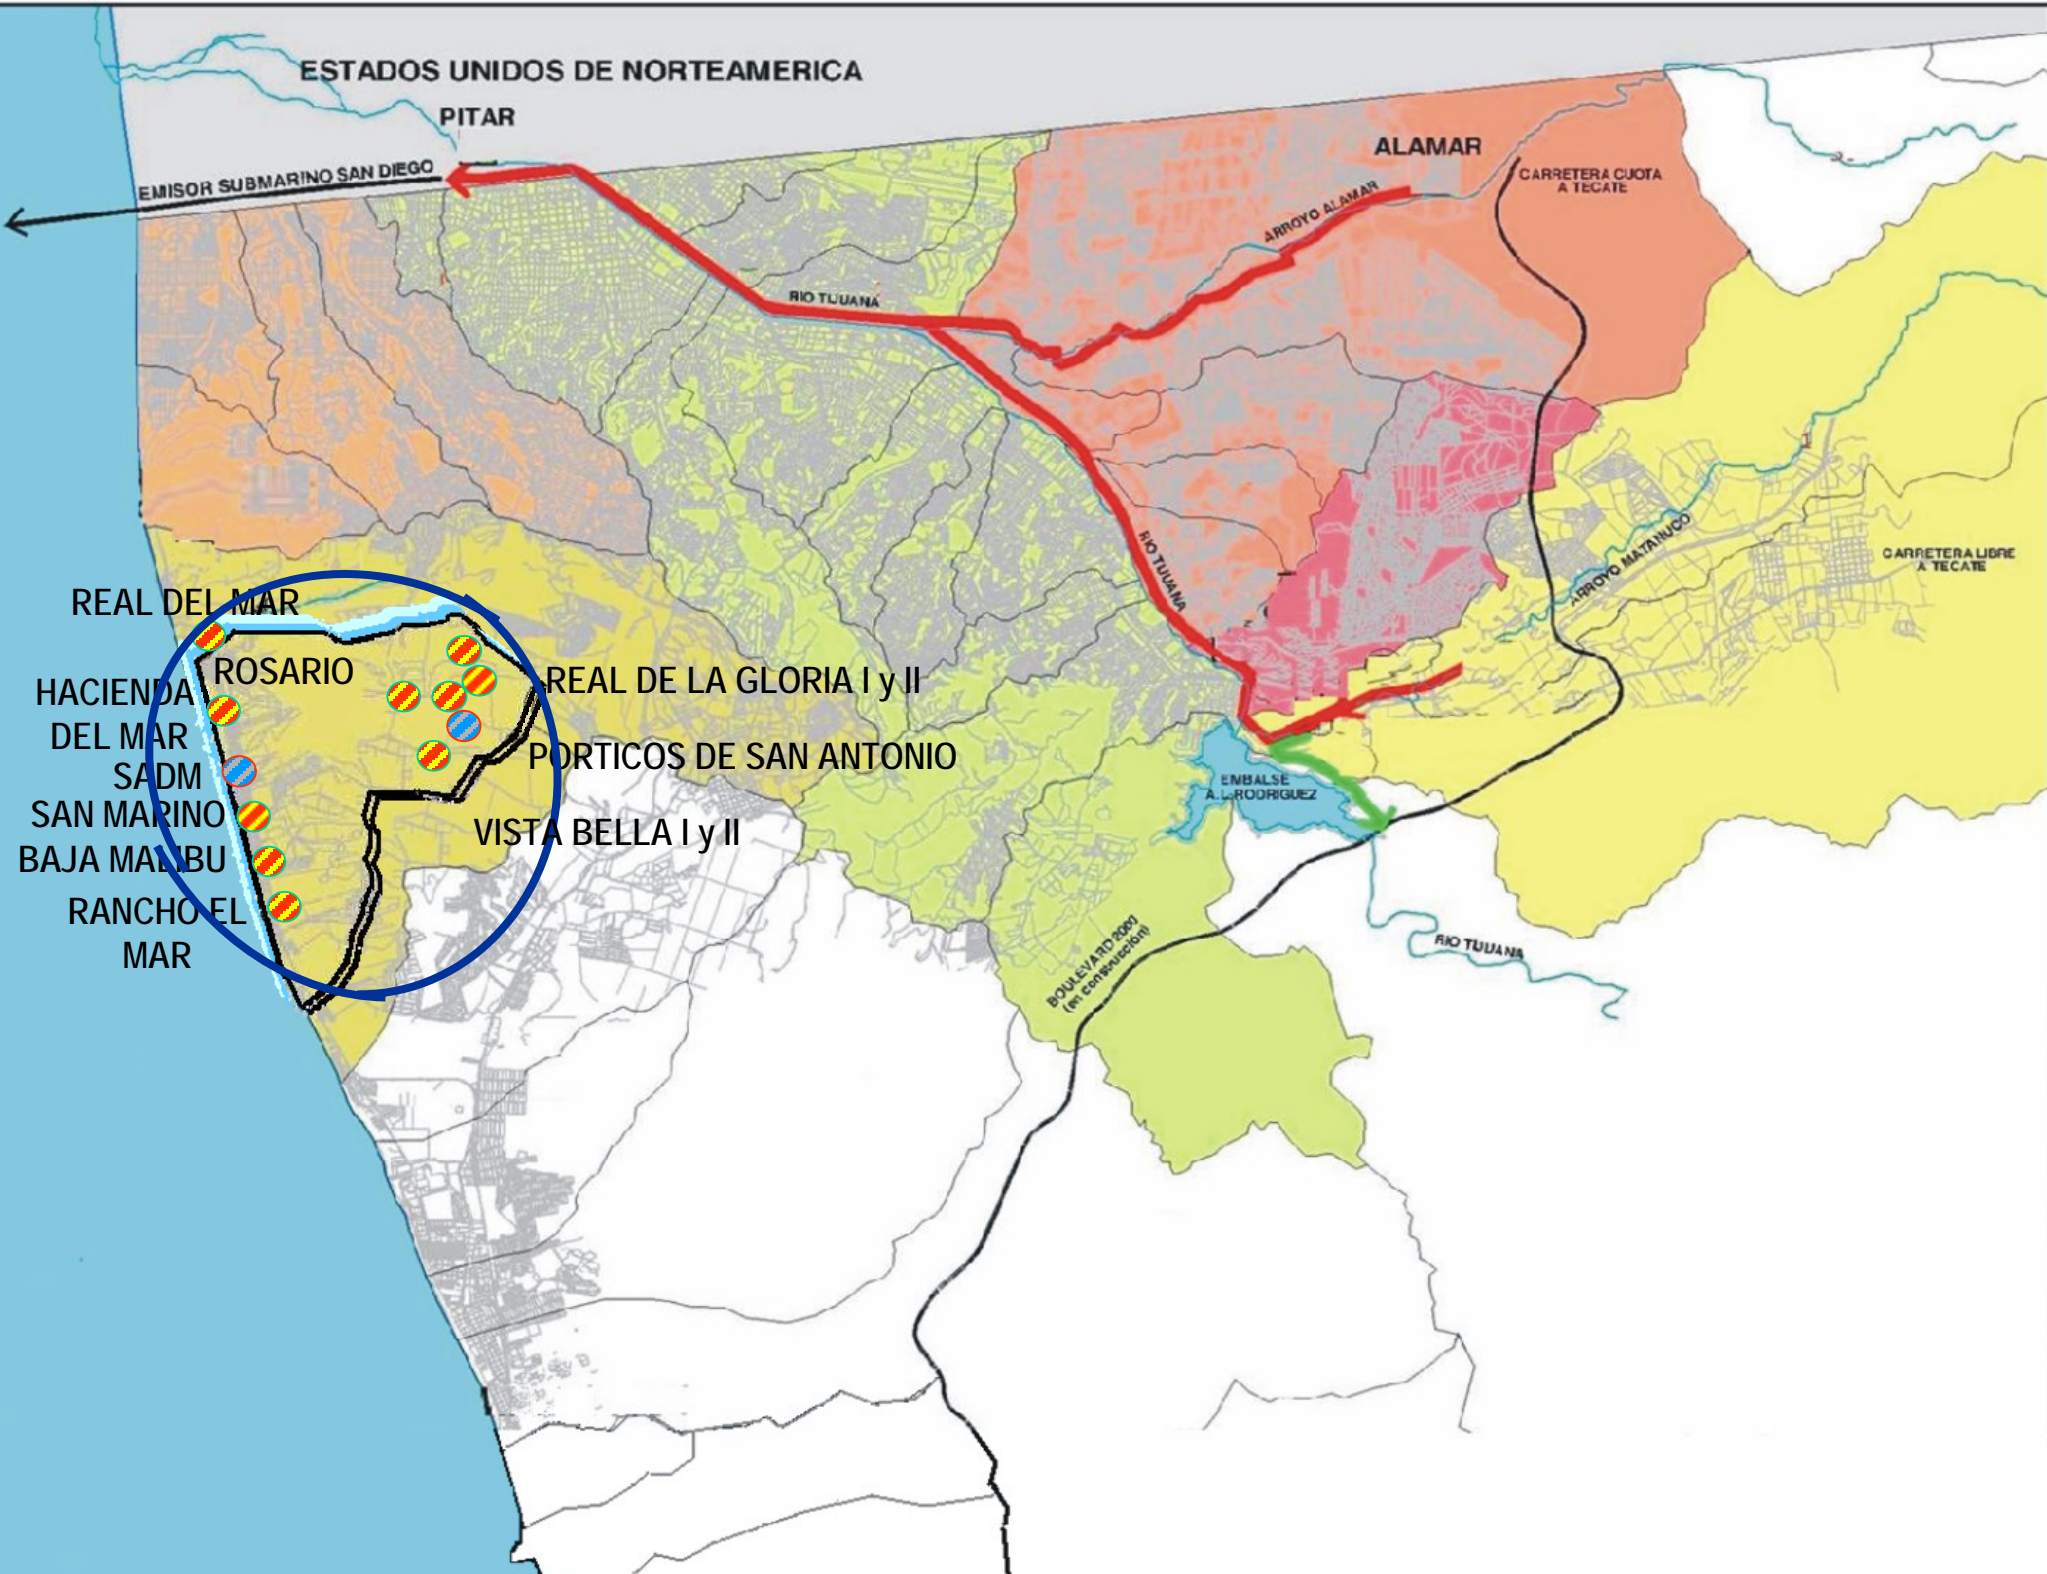 ESTADOS UNIDOS DE NORTEAMERICA
PITAR
EMISOR SUBMARINO SAN DIEGO
ALAMAR
CARRETERA CUOTA
A TECATE
ARROYO ALAMAR
RIO TIJUANA
RIO TIJUANA
ARROYO MATANUCO
CARRETERA LIBRE
A TECATE
REAL DEL MAR
ROSARIO
HACIENDA
DEL MAR
SADM
SAN MARINO
BAJA MALIBU
RANCHO EL
MAR
REAL DE LA GLORIA I y II
PORTICOS DE SAN ANTONIO
VISTA BELLA I y II
EMBALSE
A.L. RODRIGUEZ
BOULEVARD 2000
(en construcción)
RIO TIJUANA